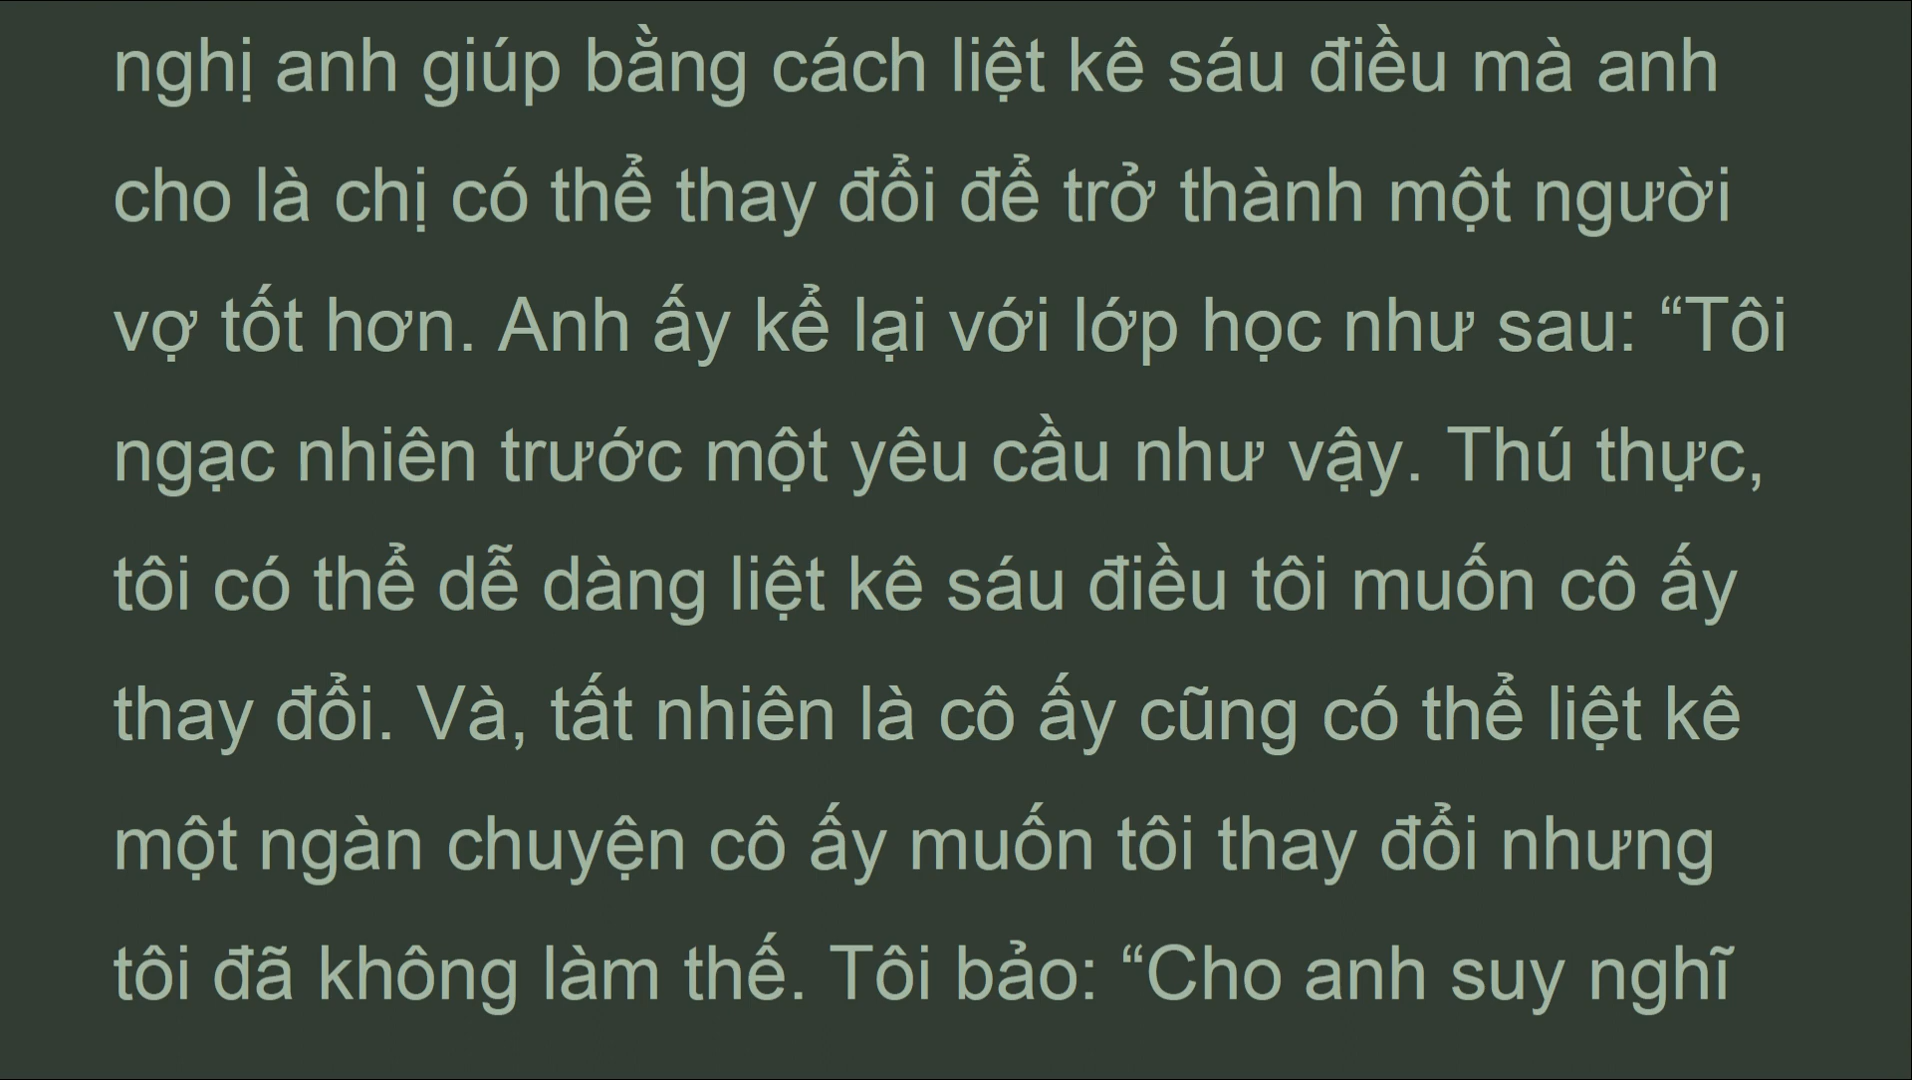 nghị anh giúp bằng cách liệt kê sáu điều mà anh
cho là chị có thể thay đổi để trở thành một người
vợ tốt hơn. Anh ấy kể lại với lớp học như sau: “Tôi
ngạc nhiên trước một yêu cầu như vậy. Thú thực,
tôi có thể dễ dàng liệt kê sáu điều tôi muốn cô ấy
thay đổi. Và, tất nhiên là cô ấy cũng có thể liệt kê
một ngàn chuyện cô ấy muốn tôi thay đổi nhưng
tôi đã không làm thế. Tôi bảo: “Cho anh suy nghĩ